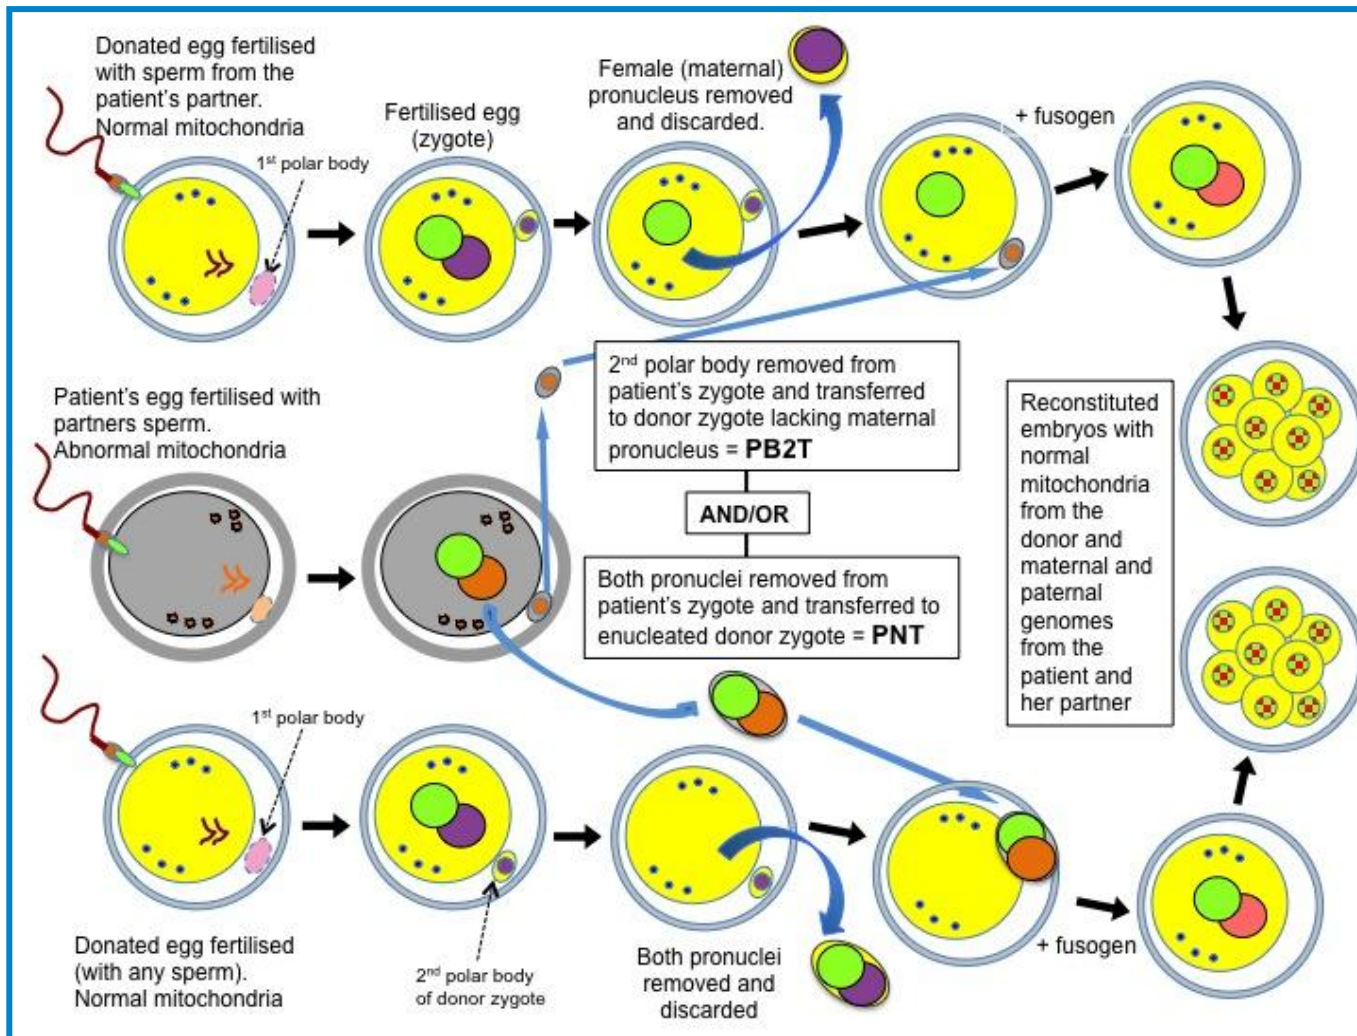 Donated egg fertilised
with sperm from the
patient's partner.
Normal mitochondria
1st polar body
Fertilised egg
(zygote)
Female (maternal)
pronucleus removed
and discarded.
+ fusogen
Patient's egg fertilised with
partners sperm.
Abnormal mitochondria
2nd polar body removed from
patient's zygote and transferred
to donor zygote lacking maternal
pronucleus = PB2T
AND/OR
Both pronuclei removed from
patient's zygote and transferred to
enucleated donor zygote = PNT
Reconstituted
embryos with
normal
mitochondria
from the
donor and
maternal and
paternal
genomes
from the
patient and
her partner
1st polar body
Donated egg fertilised
(with any sperm).
Normal mitochondria
2nd polar body
of donor zygote
Both pronuclei
removed and
discarded
+ fusogen